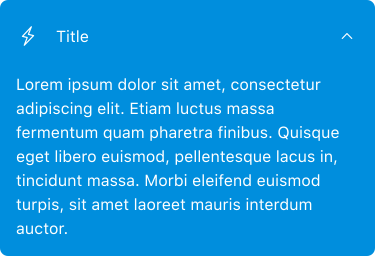 Title
Lorem ipsum dolor sit amet, consectetur
adipiscing elit. Etiam luctus massa
fermentum quam pharetra finibus. Quisque
eget libero euismod, pellentesque lacus in,
tincidunt massa. Morbi eleifend euismod
turpis, sit amet laoreet mauris interdum
auctor.